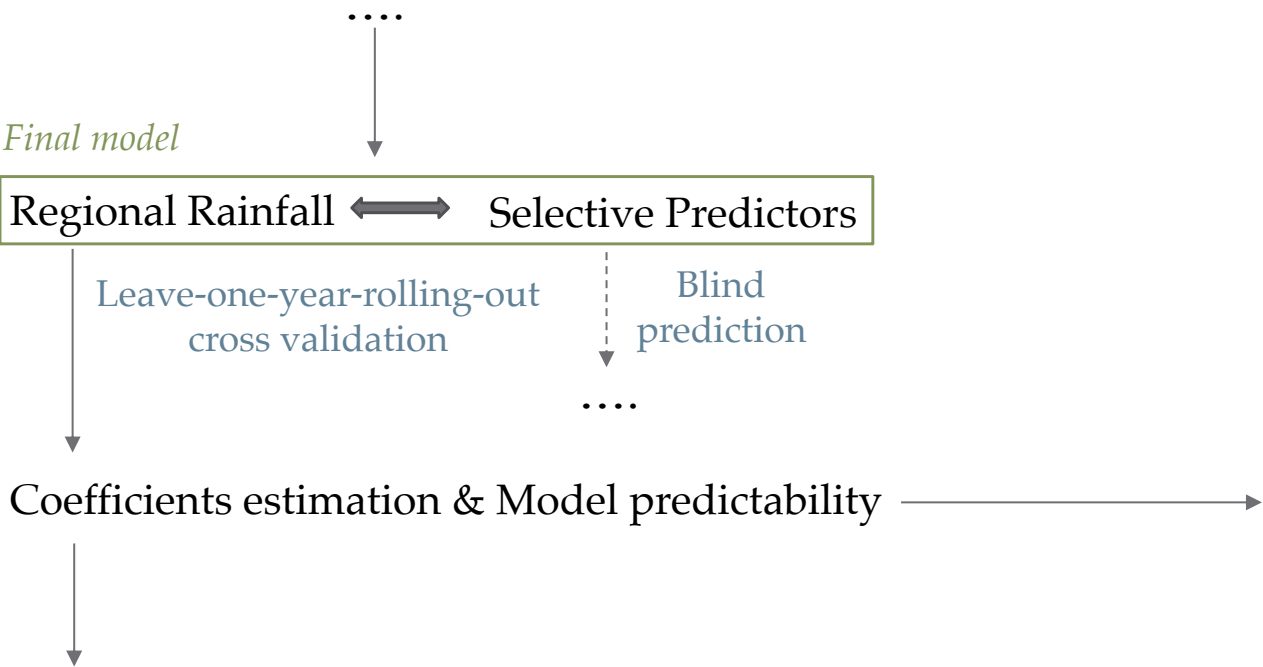 ....
Final model
Regional Rainfall Selective Predictors
Leave-one-year-rolling-out
cross validation
Blind
prediction
....
Coefficients estimation & Model predictability